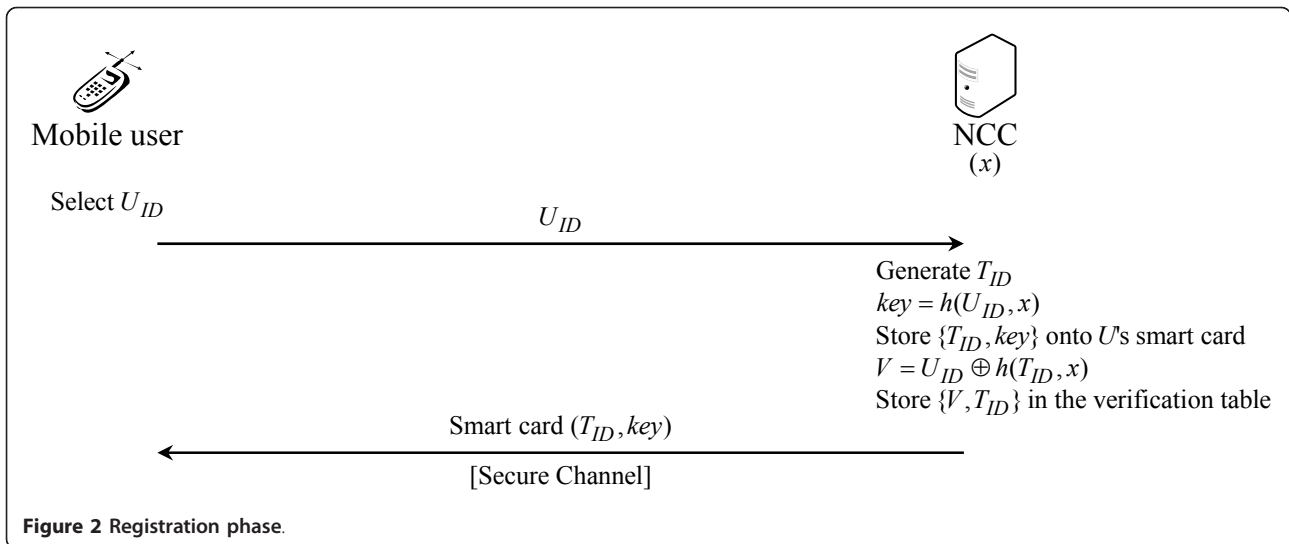 Mobile user
NCC
(x)
Select U_ID
U_ID
Generate T_ID
key = h(U_ID, x)
Store {T_ID, key} onto U's smart card
V = U_ID ⊕ h(T_ID, x)
Store {V, T_ID} in the verification table
Smart card (T_ID, key)
[Secure Channel]
Figure 2 Registration phase.